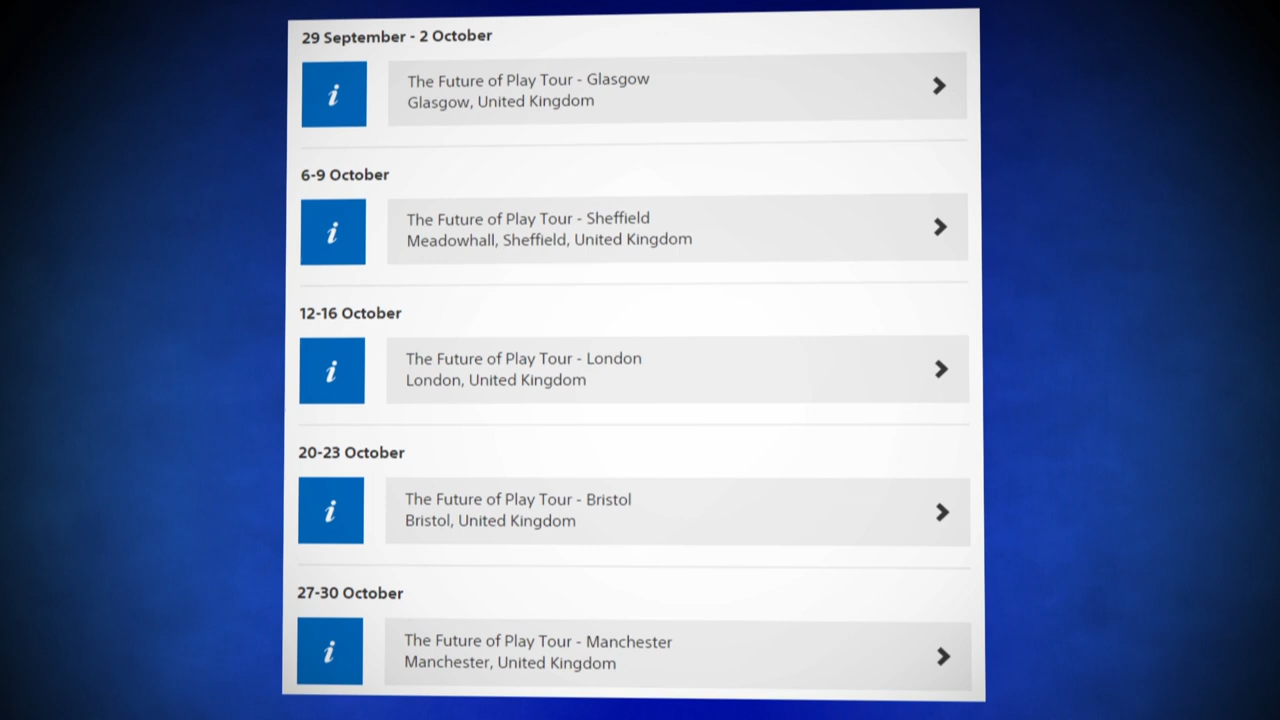 29 September - 2 October
i
The Future of Play Tour - Glasgow
Glasgow, United Kingdom
6-9 October
i
The Future of Play Tour - Sheffield
Meadowhall, Sheffield, United Kingdom
12-16 October
i
The Future of Play Tour - London
London, United Kingdom
20-23 October
i
The Future of Play Tour - Bristol
Bristol, United Kingdom
27-30 October
i
The Future of Play Tour - Manchester
Manchester, United Kingdom